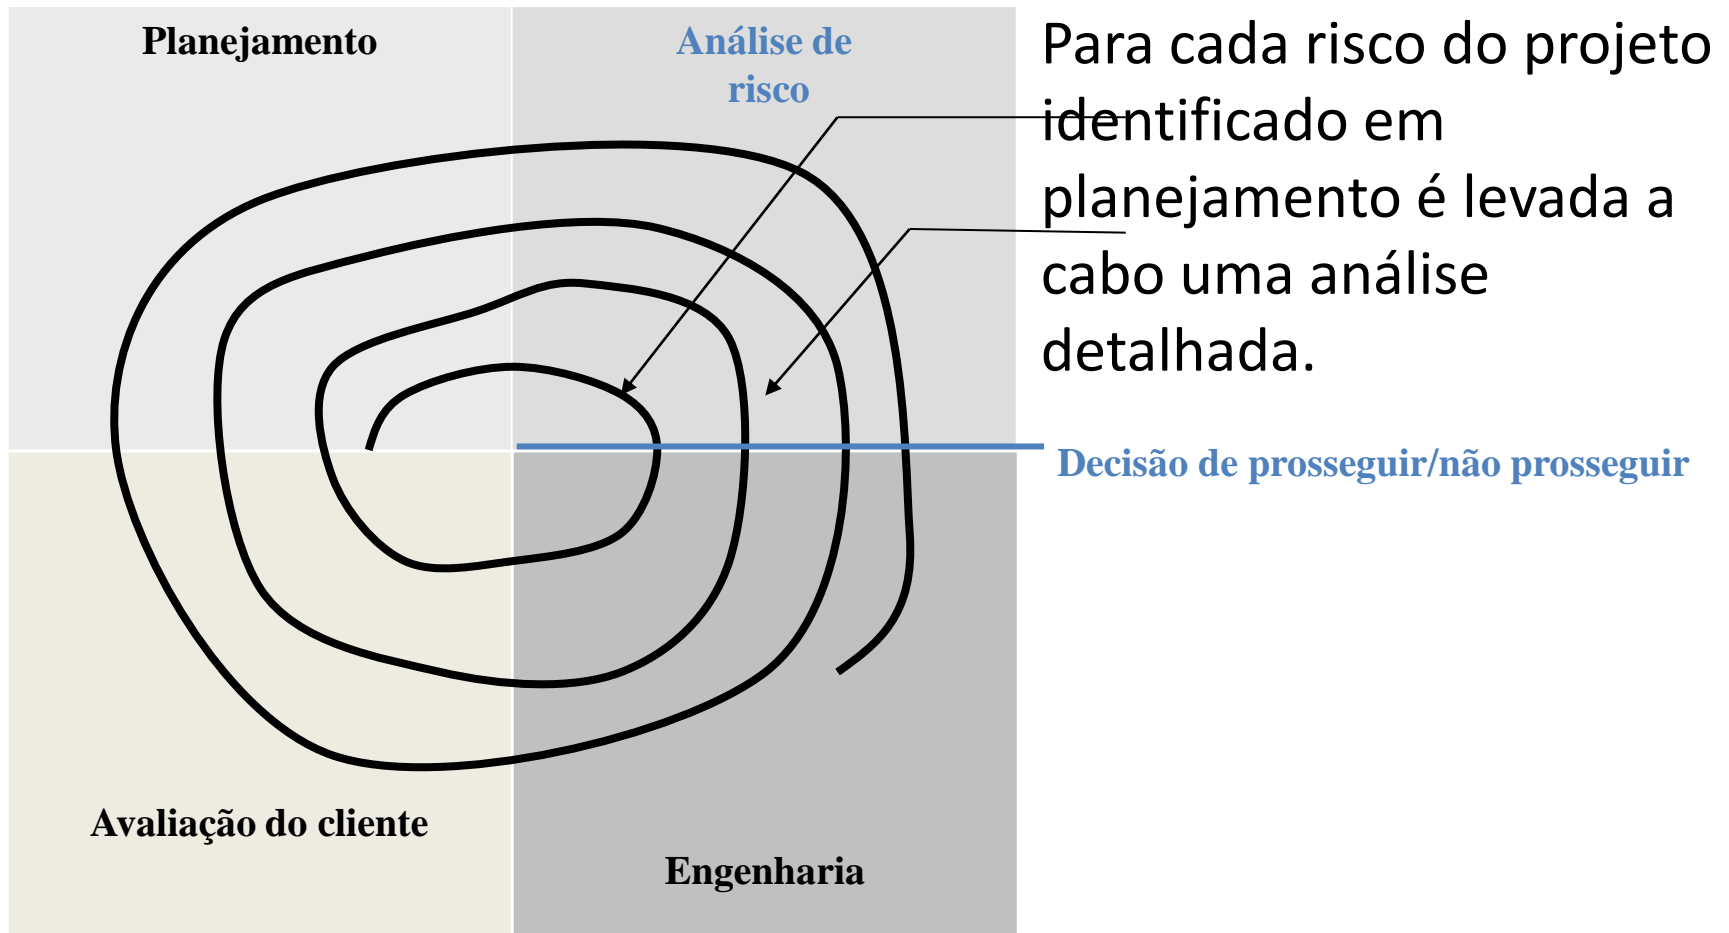 Planejamento
Análise de
risco
Para cada risco do projeto
identificado em
planejamento é levada a
cabo uma análise
detalhada.
Decisão de prosseguir/não prosseguir
Avaliação do cliente
Engenharia